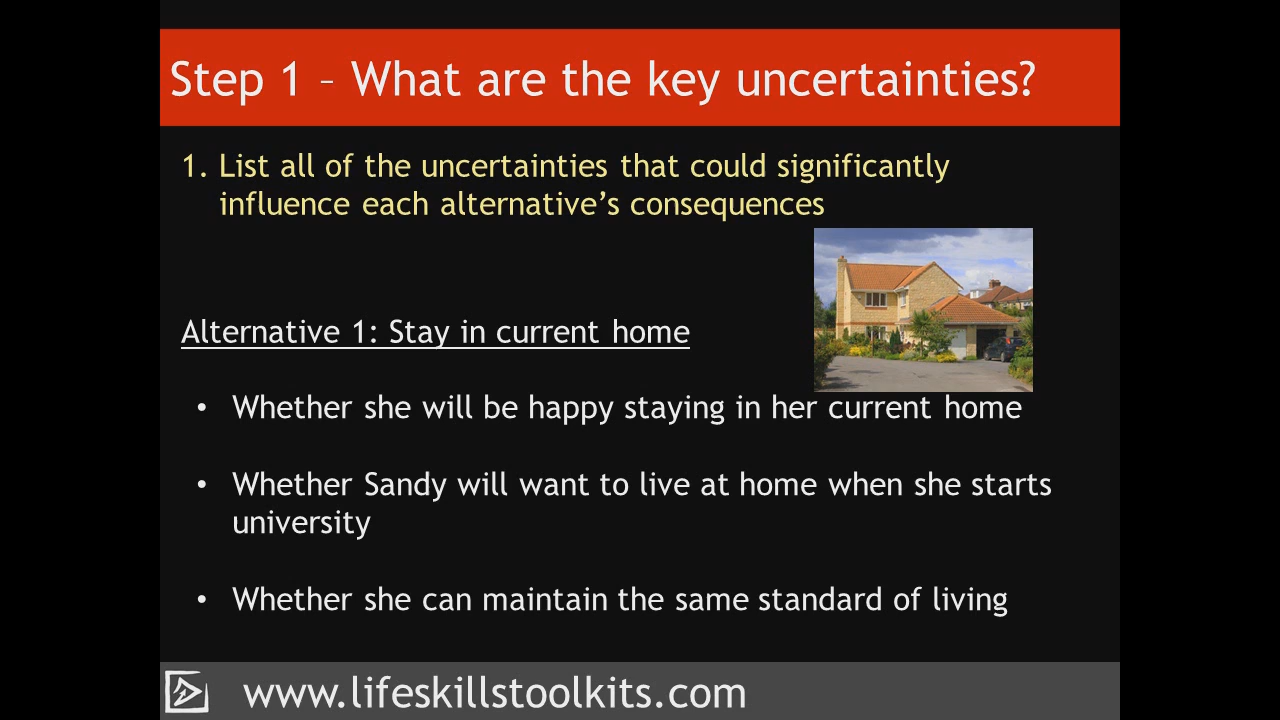 Step 1 – What are the key uncertainties?
1. List all of the uncertainties that could significantly
influence each alternative’s consequences
Alternative 1: Stay in current home
• Whether she will be happy staying in her current home
• Whether Sandy will want to live at home when she starts
university
• Whether she can maintain the same standard of living
www.lifeskillstoolkits.com